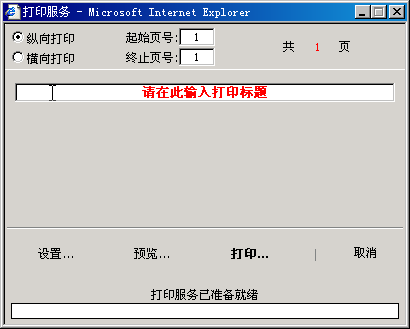 打印服务 - Microsoft Internet Explorer
纵向打印 起始页号: 1 共 1 页
横向打印 终止页号: 1
请在此输入打印标题
设置... 预览... 打印... | 取消
打印服务已准备就绪